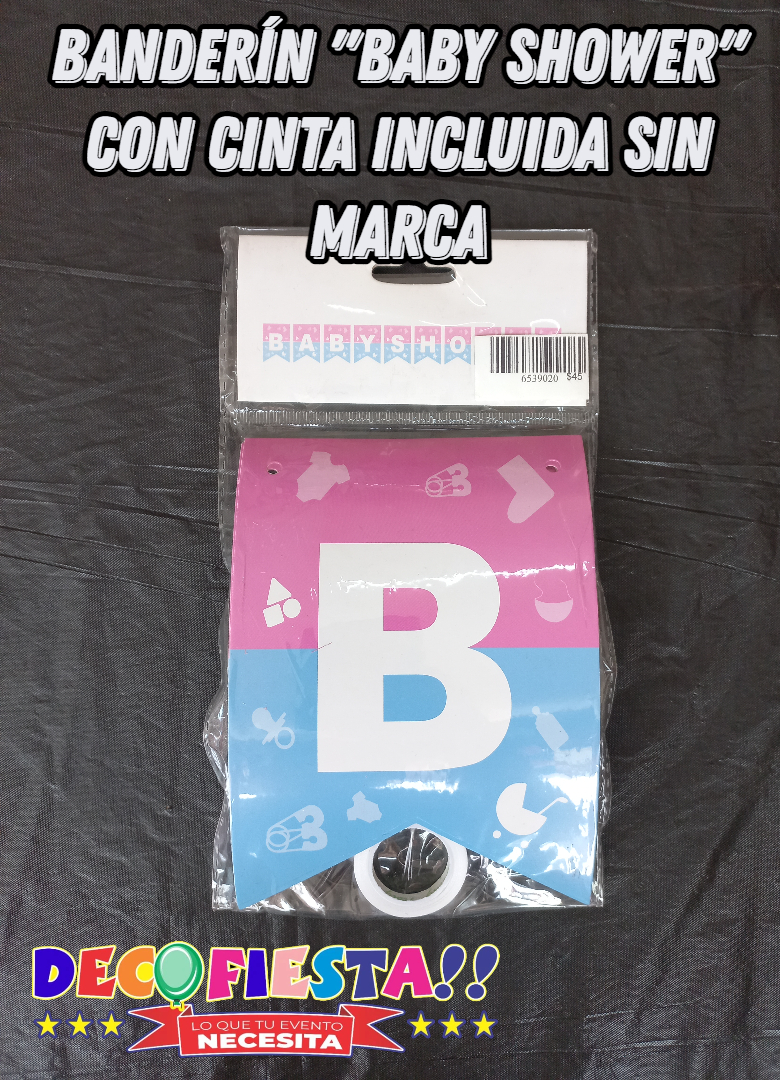 BANDERÍN "BABY SHOWER"
CON CINTA INCLUIDA SIN
MARCA
BABYSHO
6539020 $45
B
DECOFIESTA!!
LO QUE TU EVENTO
NECESITA